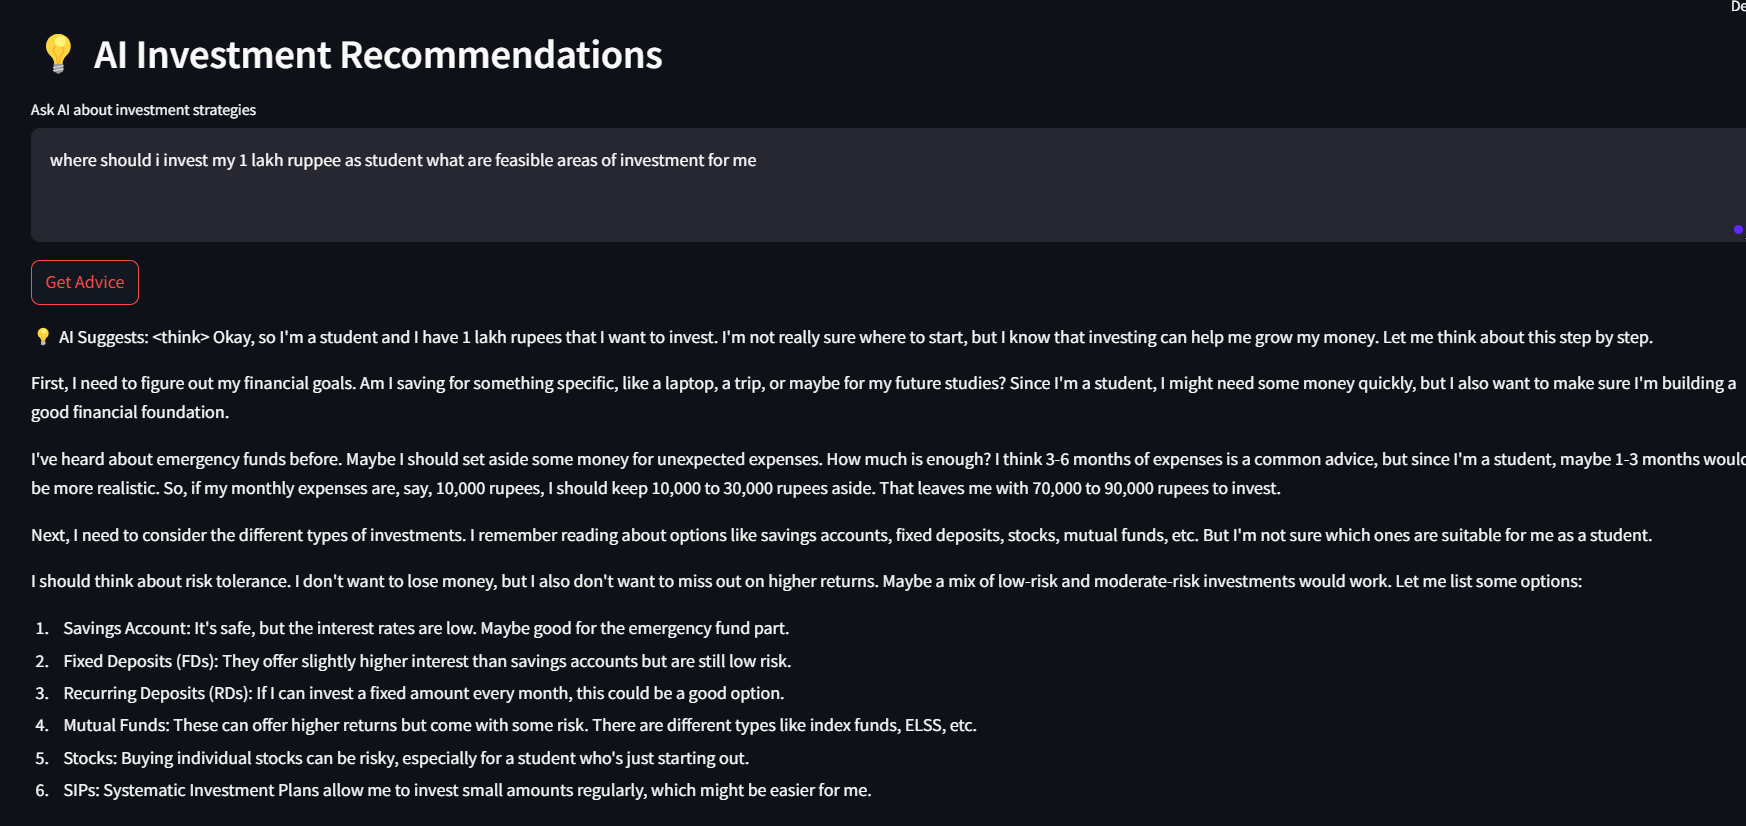 De
AI Investment Recommendations
Ask AI about investment strategies
where should i invest my 1 lakh ruppee as student what are feasible areas of investment for me
Get Advice
AI Suggests: <think> Okay, so I'm a student and I have 1 lakh rupees that I want to invest. I'm not really sure where to start, but I know that investing can help me grow my money. Let me think about this step by step.
First, I need to figure out my financial goals. Am I saving for something specific, like a laptop, a trip, or maybe for my future studies? Since I'm a student, I might need some money quickly, but I also want to make sure I'm building a
good financial foundation.
I've heard about emergency funds before. Maybe I should set aside some money for unexpected expenses. How much is enough? I think 3-6 months of expenses is a common advice, but since I'm a student, maybe 1-3 months would
be more realistic. So, if my monthly expenses are, say, 10,000 rupees, I should keep 10,000 to 30,000 rupees aside. That leaves me with 70,000 to 90,000 rupees to invest.
Next, I need to consider the different types of investments. I remember reading about options like savings accounts, fixed deposits, stocks, mutual funds, etc. But I'm not sure which ones are suitable for me as a student.
I should think about risk tolerance. I don't want to lose money, but I also don't want to miss out on higher returns. Maybe a mix of low-risk and moderate-risk investments would work. Let me list some options:
1. Savings Account: It's safe, but the interest rates are low. Maybe good for the emergency fund part.
2. Fixed Deposits (FDs): They offer slightly higher interest than savings accounts but are still low risk.
3. Recurring Deposits (RDs): If I can invest a fixed amount every month, this could be a good option.
4. Mutual Funds: These can offer higher returns but come with some risk. There are different types like index funds, ELSS, etc.
5. Stocks: Buying individual stocks can be risky, especially for a student who's just starting out.
6. SIPs: Systematic Investment Plans allow me to invest small amounts regularly, which might be easier for me.